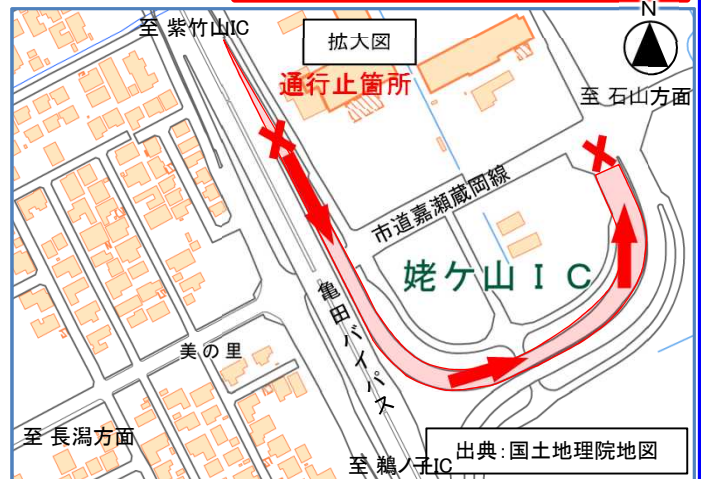 N
至 紫竹山IC
拡大図
通行止箇所
至 石山方面
市道嘉瀬蔵岡線
姥ケ山ＩＣ
亀田バイパス
美の里
至 長潟方面
出典：国土地理院地図
至 鵜ノ子IC